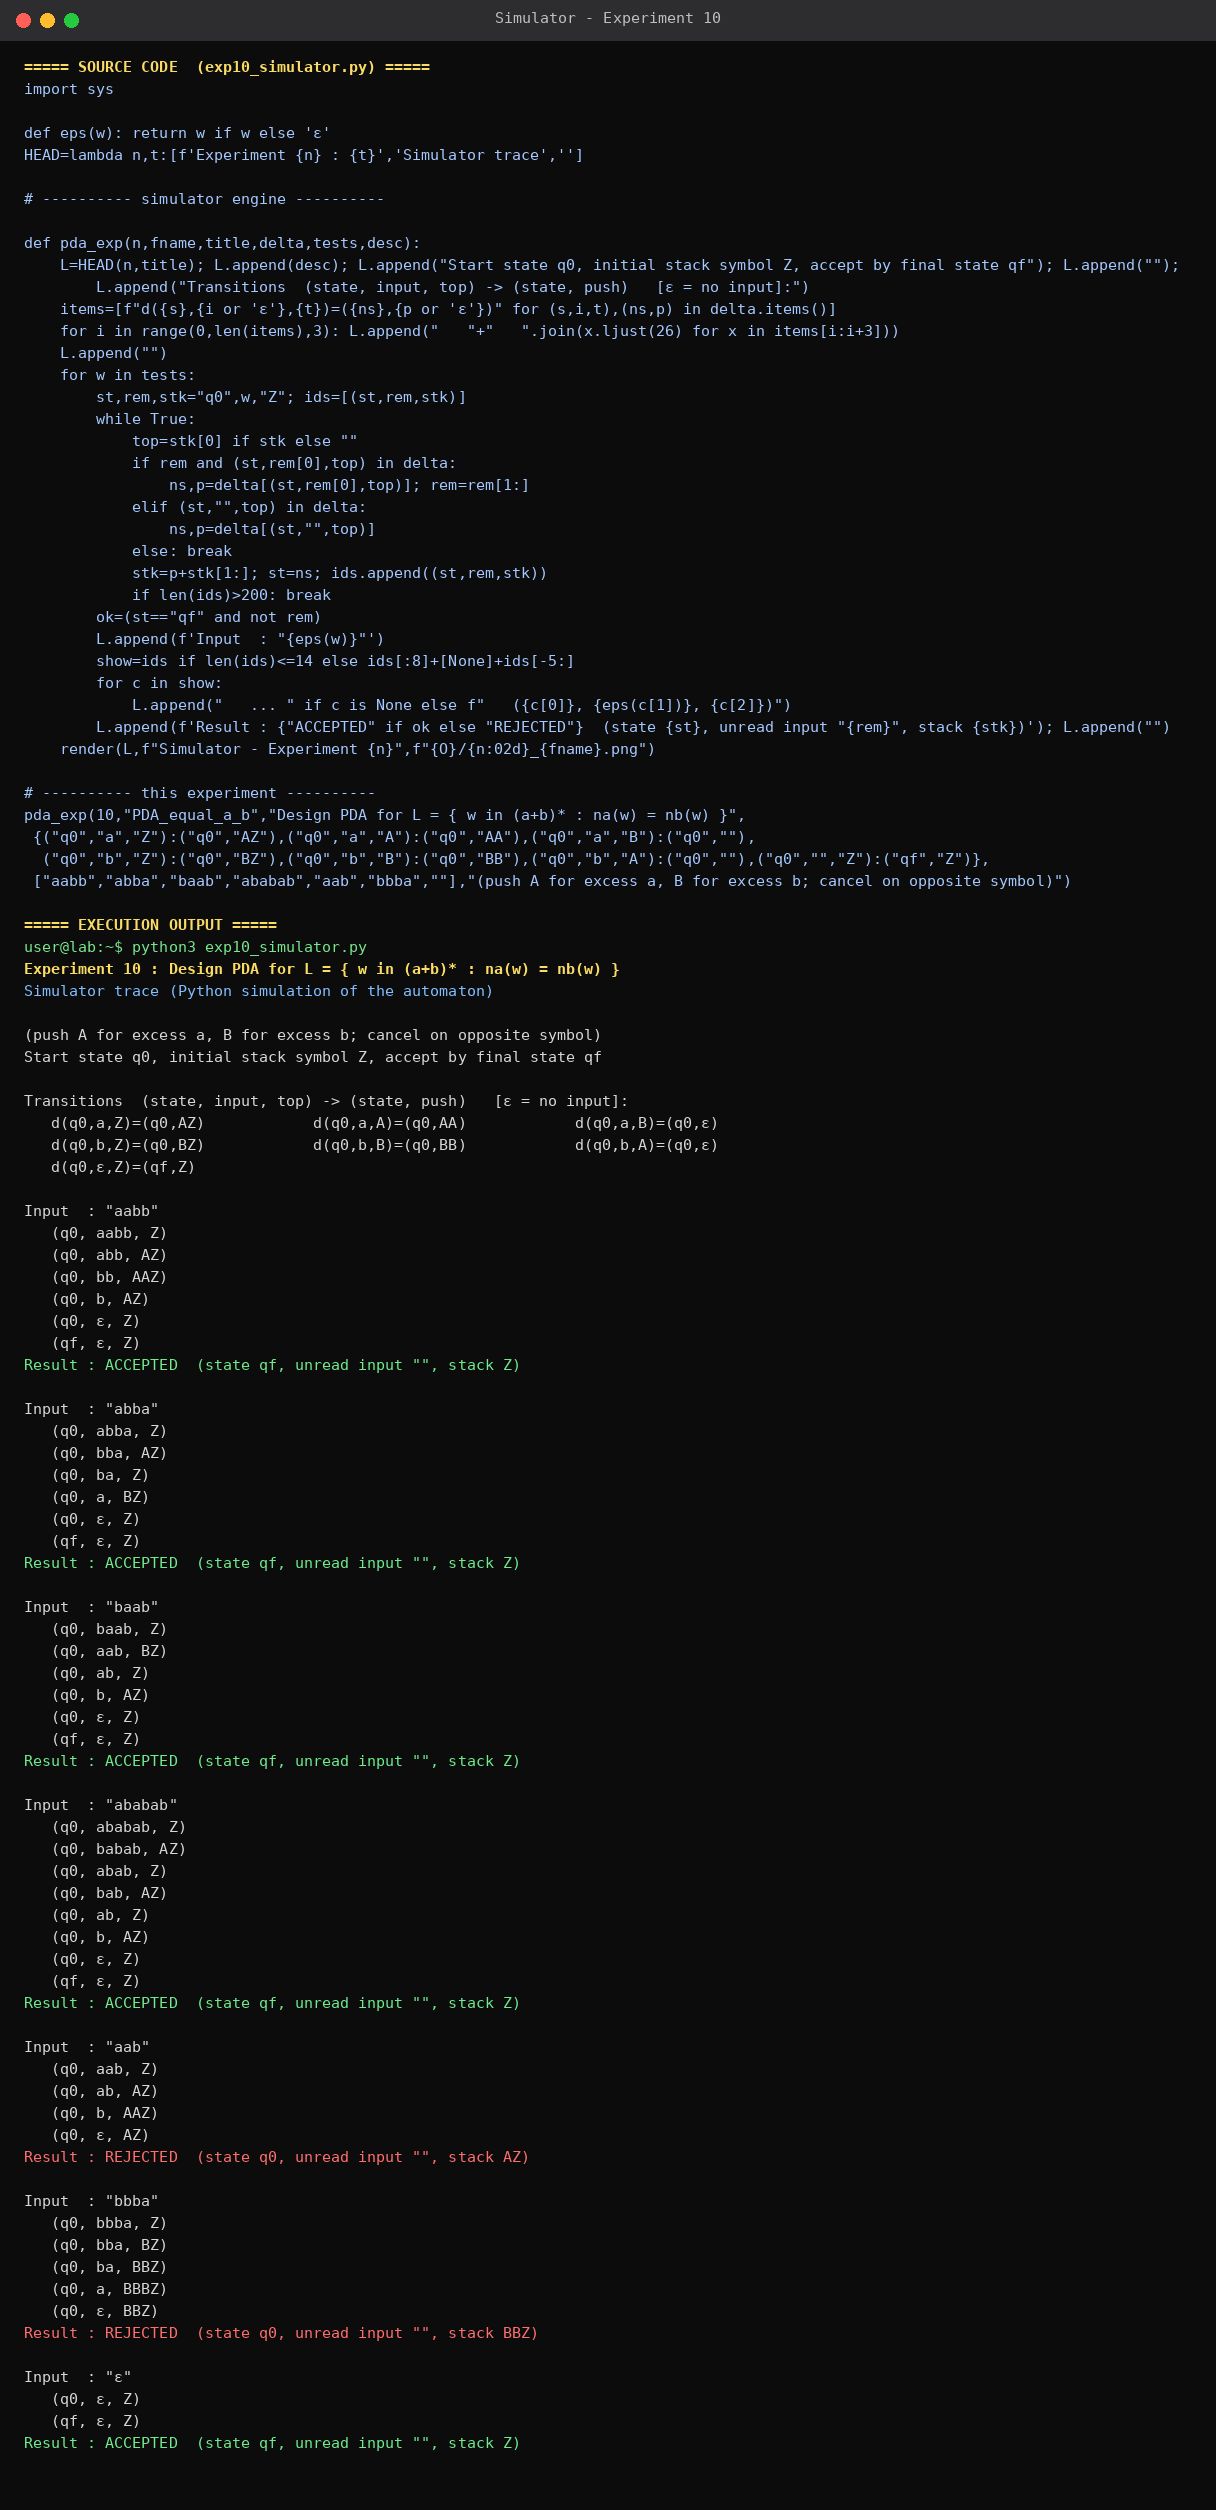 Simulator - Experiment 10
===== SOURCE CODE  (exp10_simulator.py) =====
import sys

def eps(w): return w if w else 'ε'
HEAD=lambda n,t:[f'Experiment {n} : {t}','Simulator trace','']

# ---------- simulator engine ----------

def pda_exp(n,fname,title,delta,tests,desc):
    L=HEAD(n,title); L.append(desc); L.append("Start state q0, initial stack symbol Z, accept by final state qf"); L.append("");
        L.append("Transitions  (state, input, top) -> (state, push)   [ε = no input]:")
    items=[f"d({s},{i or 'ε'},{t})=({ns},{p or 'ε'})" for (s,i,t),(ns,p) in delta.items()]
    for i in range(0,len(items),3): L.append("   "+"   ".join(x.ljust(26) for x in items[i:i+3]))
    L.append("")
    for w in tests:
        st,rem,stk="q0",w,"Z"; ids=[(st,rem,stk)]
        while True:
            top=stk[0] if stk else ""
            if rem and (st,rem[0],top) in delta:
                ns,p=delta[(st,rem[0],top)]; rem=rem[1:]
            elif (st,"",top) in delta:
                ns,p=delta[(st,"",top)]
            else: break
            stk=p+stk[1:]; st=ns; ids.append((st,rem,stk))
            if len(ids)>200: break
        ok=(st=="qf" and not rem)
        L.append(f'Input  : "{eps(w)}"')
        show=ids if len(ids)<=14 else ids[:8]+[None]+ids[-5:]
        for c in show:
            L.append("   ... " if c is None else f"   ({c[0]}, {eps(c[1])}, {c[2]})")
        L.append(f'Result : {"ACCEPTED" if ok else "REJECTED"}  (state {st}, unread input "{rem}", stack {stk})'); L.append("")
    render(L,f"Simulator - Experiment {n}",f"{O}/{n:02d}_{fname}.png")

# ---------- this experiment ----------
pda_exp(10,"PDA_equal_a_b","Design PDA for L = { w in (a+b)* : na(w) = nb(w) }",
 {("q0","a","Z"):("q0","AZ"),("q0","a","A"):("q0","AA"),("q0","a","B"):("q0",""),
  ("q0","b","Z"):("q0","BZ"),("q0","b","B"):("q0","BB"),("q0","b","A"):("q0",""),("q0","","Z"):("qf","Z")},
 ["aabb","abba","baab","ababab","aab","bbba",""],"(push A for excess a, B for excess b; cancel on opposite symbol)")

===== EXECUTION OUTPUT =====
user@lab:~$ python3 exp10_simulator.py
Experiment 10 : Design PDA for L = { w in (a+b)* : na(w) = nb(w) }
Simulator trace (Python simulation of the automaton)

(push A for excess a, B for excess b; cancel on opposite symbol)
Start state q0, initial stack symbol Z, accept by final state qf

Transitions  (state, input, top) -> (state, push)   [ε = no input]:
   d(q0,a,Z)=(q0,AZ)            d(q0,a,A)=(q0,AA)            d(q0,a,B)=(q0,ε)
   d(q0,b,Z)=(q0,BZ)            d(q0,b,B)=(q0,BB)            d(q0,b,A)=(q0,ε)
   d(q0,ε,Z)=(qf,Z)

Input  : "aabb"
   (q0, aabb, Z)
   (q0, abb, AZ)
   (q0, bb, AAZ)
   (q0, b, AZ)
   (q0, ε, Z)
   (qf, ε, Z)
Result : ACCEPTED  (state qf, unread input "", stack Z)

Input  : "abba"
   (q0, abba, Z)
   (q0, bba, AZ)
   (q0, ba, Z)
   (q0, a, BZ)
   (q0, ε, Z)
   (qf, ε, Z)
Result : ACCEPTED  (state qf, unread input "", stack Z)

Input  : "baab"
   (q0, baab, Z)
   (q0, aab, BZ)
   (q0, ab, Z)
   (q0, b, AZ)
   (q0, ε, Z)
   (qf, ε, Z)
Result : ACCEPTED  (state qf, unread input "", stack Z)

Input  : "ababab"
   (q0, ababab, Z)
   (q0, babab, AZ)
   (q0, abab, Z)
   (q0, bab, AZ)
   (q0, ab, Z)
   (q0, b, AZ)
   (q0, ε, Z)
   (qf, ε, Z)
Result : ACCEPTED  (state qf, unread input "", stack Z)

Input  : "aab"
   (q0, aab, Z)
   (q0, ab, AZ)
   (q0, b, AAZ)
   (q0, ε, AZ)
Result : REJECTED  (state q0, unread input "", stack AZ)

Input  : "bbba"
   (q0, bbba, Z)
   (q0, bba, BZ)
   (q0, ba, BBZ)
   (q0, a, BBBZ)
   (q0, ε, BBZ)
Result : REJECTED  (state q0, unread input "", stack BBZ)

Input  : "ε"
   (q0, ε, Z)
   (qf, ε, Z)
Result : ACCEPTED  (state qf, unread input "", stack Z)